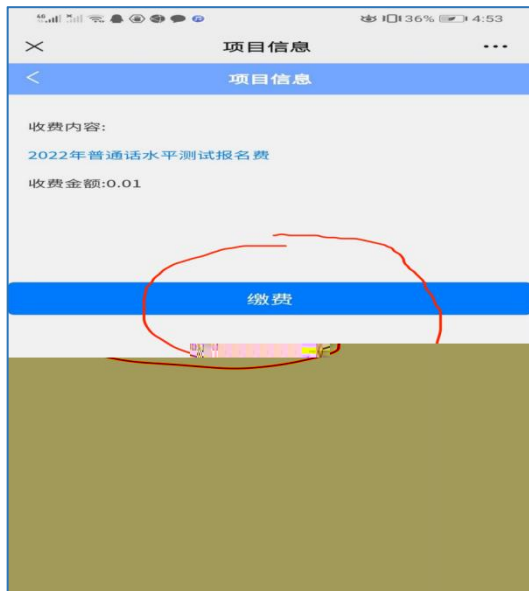 36% 4:53
项目信息
项目信息
收费内容:
2022年普通话水平测试报名费
收费金额:0.01
缴费